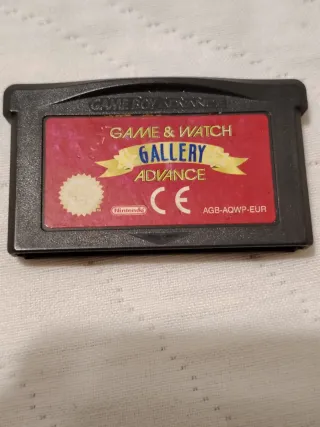 GAME BOY ADVANCE
GAME & WATCH
GALLERY
ADVANCE
Nintendo
CE
AGB-AQWP-EUR